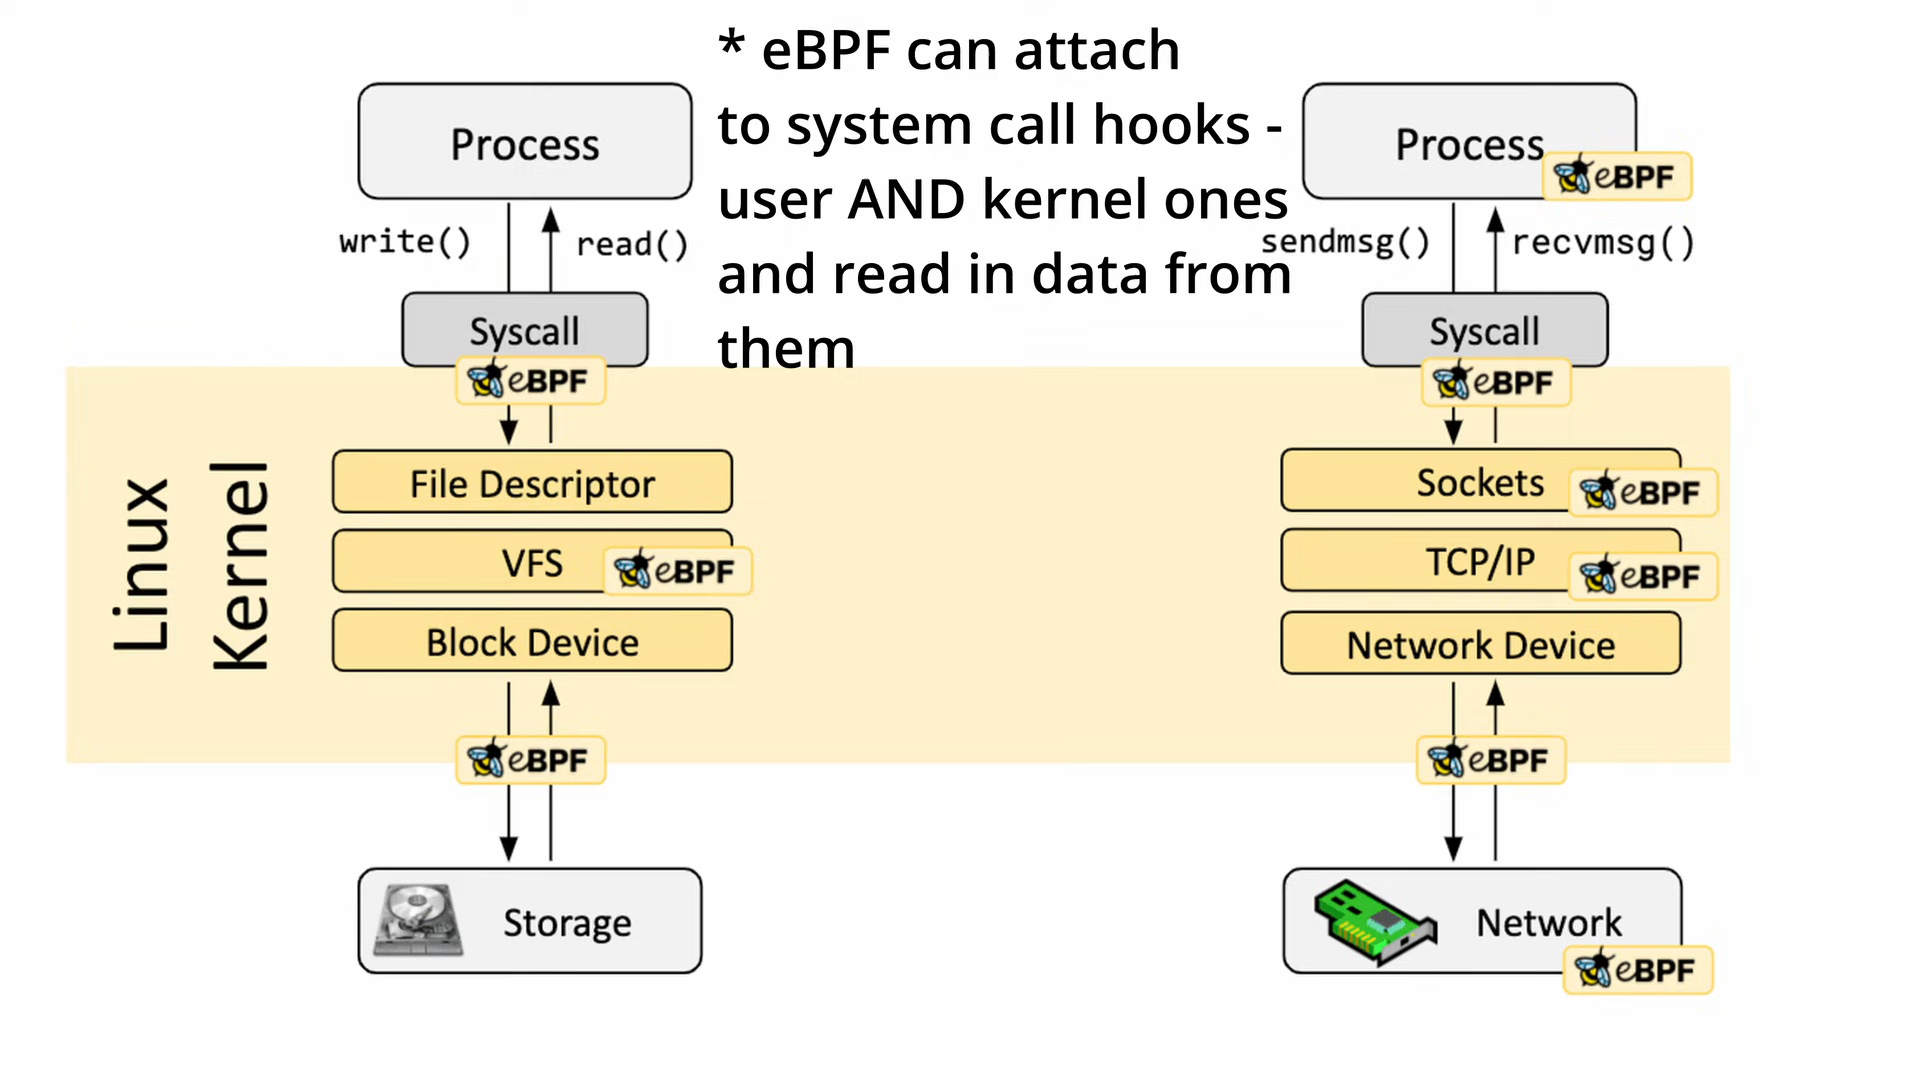 * eBPF can attach
to system call hooks -
user AND kernel ones
and read in data from
them
Process
write()
read()
Syscall
eBPF
Linux
Kernel
File Descriptor
VFS
eBPF
Block Device
eBPF
Storage
Process
eBPF
sendmsg()
recvmsg()
Syscall
eBPF
Sockets
eBPF
TCP/IP
eBPF
Network Device
eBPF
Network
eBPF